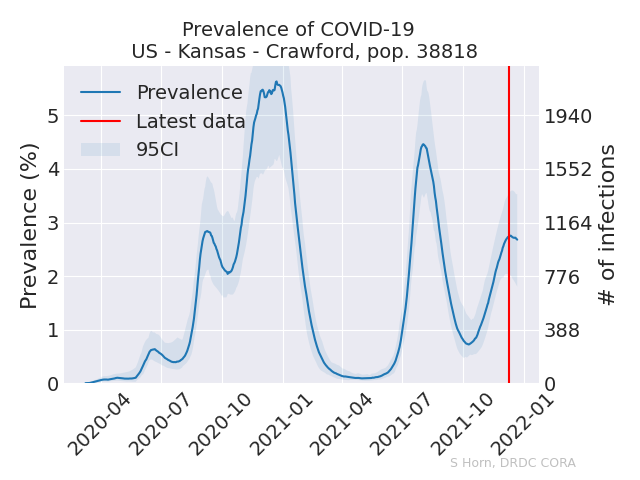 Prevalence of COVID-19
US - Kansas - Crawford, pop. 38818
Prevalence
Latest data
95CI
Prevalence (%)
5
4
3
2
1
0
# of infections
1940
1552
1164
776
388
0
2020-04
2020-07
2020-10
2021-01
2021-04
2021-07
2021-10
2022-01
S Horn, DRDC CORA